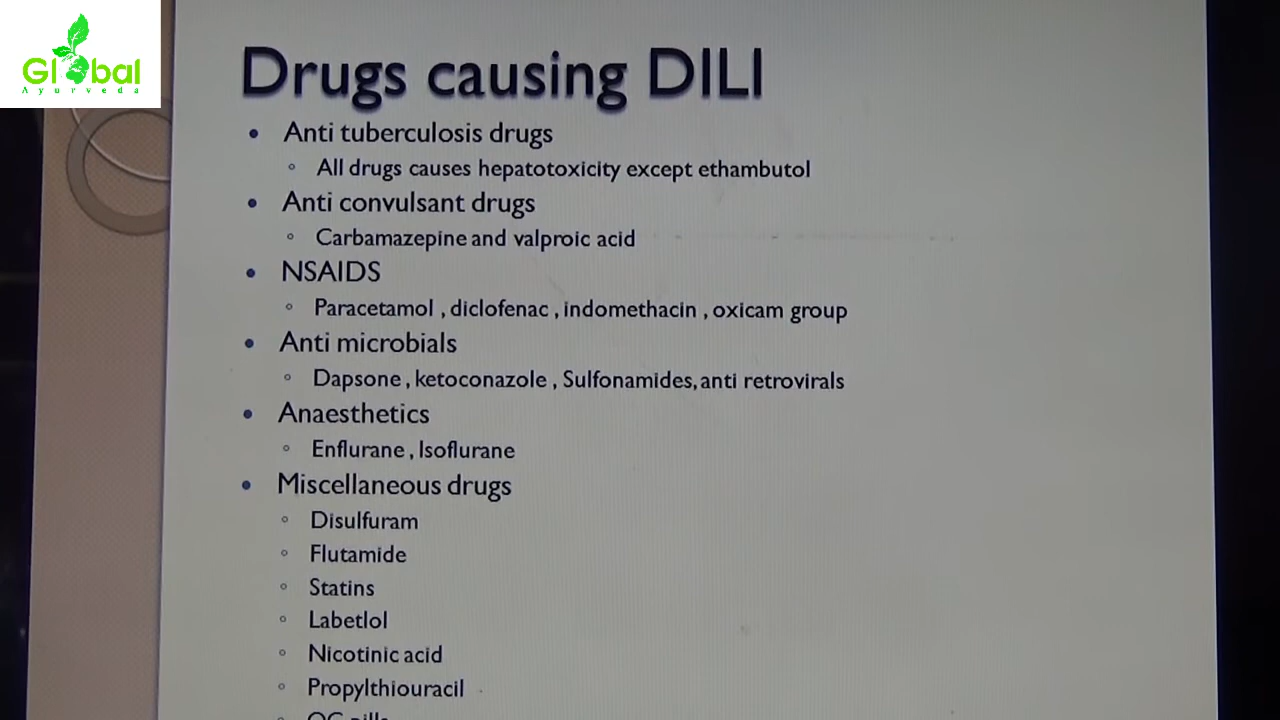 Global
Ayurveda
Drugs causing DILI
• Anti tuberculosis drugs
◦ All drugs causes hepatotoxicity except ethambutol
• Anti convulsant drugs
◦ Carbamazepine and valproic acid
• NSAIDS
◦ Paracetamol , diclofenac , indomethacin , oxicam group
• Anti microbials
◦ Dapsone , ketoconazole , Sulfonamides, anti retrovirals
• Anaesthetics
◦ Enflurane , Isoflurane
• Miscellaneous drugs
◦ Disulfuram
◦ Flutamide
◦ Statins
◦ Labetlol
◦ Nicotinic acid
◦ Propylthiouracil